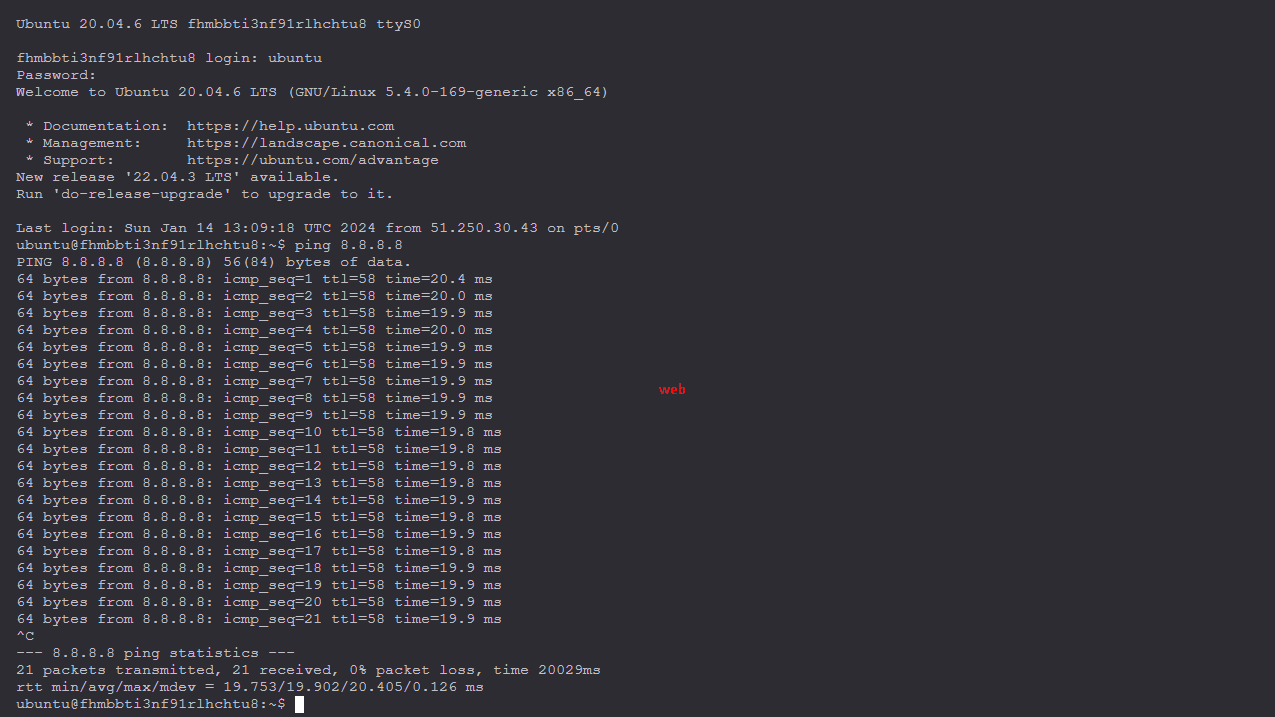 Ubuntu 20.04.6 LTS fhmbbti3nf91rlhchtu8 ttyS0
fhmbbti3nf91rlhchtu8 login: ubuntu
Password:
Welcome to Ubuntu 20.04.6 LTS (GNU/Linux 5.4.0-169-generic x86_64)
* Documentation:  https://help.ubuntu.com
* Management:     https://landscape.canonical.com
* Support:        https://ubuntu.com/advantage
New release '22.04.3 LTS' available.
Run 'do-release-upgrade' to upgrade to it.
Last login: Sun Jan 14 13:09:18 UTC 2024 from 51.250.30.43 on pts/0
ubuntu@fhmbbti3nf91rlhchtu8:~$ ping 8.8.8.8
PING 8.8.8.8 (8.8.8.8) 56(84) bytes of data.
64 bytes from 8.8.8.8: icmp_seq=1 ttl=58 time=20.4 ms
64 bytes from 8.8.8.8: icmp_seq=2 ttl=58 time=20.0 ms
64 bytes from 8.8.8.8: icmp_seq=3 ttl=58 time=19.9 ms
64 bytes from 8.8.8.8: icmp_seq=4 ttl=58 time=20.0 ms
64 bytes from 8.8.8.8: icmp_seq=5 ttl=58 time=19.9 ms
64 bytes from 8.8.8.8: icmp_seq=6 ttl=58 time=19.9 ms
64 bytes from 8.8.8.8: icmp_seq=7 ttl=58 time=19.9 ms
web
64 bytes from 8.8.8.8: icmp_seq=8 ttl=58 time=19.9 ms
64 bytes from 8.8.8.8: icmp_seq=9 ttl=58 time=19.9 ms
64 bytes from 8.8.8.8: icmp_seq=10 ttl=58 time=19.8 ms
64 bytes from 8.8.8.8: icmp_seq=11 ttl=58 time=19.8 ms
64 bytes from 8.8.8.8: icmp_seq=12 ttl=58 time=19.8 ms
64 bytes from 8.8.8.8: icmp_seq=13 ttl=58 time=19.8 ms
64 bytes from 8.8.8.8: icmp_seq=14 ttl=58 time=19.9 ms
64 bytes from 8.8.8.8: icmp_seq=15 ttl=58 time=19.8 ms
64 bytes from 8.8.8.8: icmp_seq=16 ttl=58 time=19.9 ms
64 bytes from 8.8.8.8: icmp_seq=17 ttl=58 time=19.8 ms
64 bytes from 8.8.8.8: icmp_seq=18 ttl=58 time=19.9 ms
64 bytes from 8.8.8.8: icmp_seq=19 ttl=58 time=19.9 ms
64 bytes from 8.8.8.8: icmp_seq=20 ttl=58 time=19.9 ms
64 bytes from 8.8.8.8: icmp_seq=21 ttl=58 time=19.9 ms
^C
--- 8.8.8.8 ping statistics ---
21 packets transmitted, 21 received, 0% packet loss, time 20029ms
rtt min/avg/max/mdev = 19.753/19.902/20.405/0.126 ms
ubuntu@fhmbbti3nf91rlhchtu8:~$